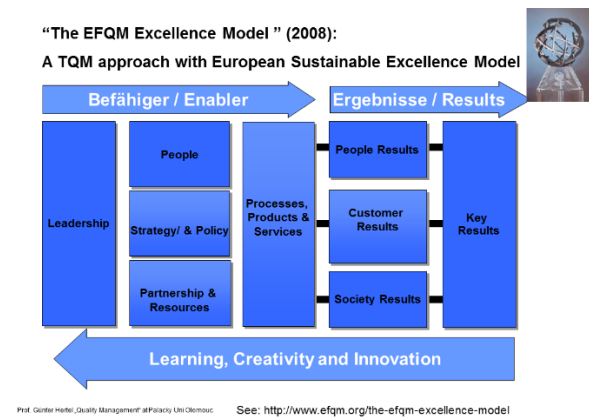 “The EFQM Excellence Model ” (2008):
A TQM approach with European Sustainable Excellence Model
Befähiger / Enabler
Ergebnisse / Results
Leadership
People
Strategy/ & Policy
Partnership &
Resources
Processes,
Products &
Services
People Results
Customer
Results
Society Results
Key
Results
Learning, Creativity and Innovation
Prof. Günter Hertel „Quality Management“ at Palacky Uni Olomouc
See: http://www.efqm.org/the-efqm-excellence-model